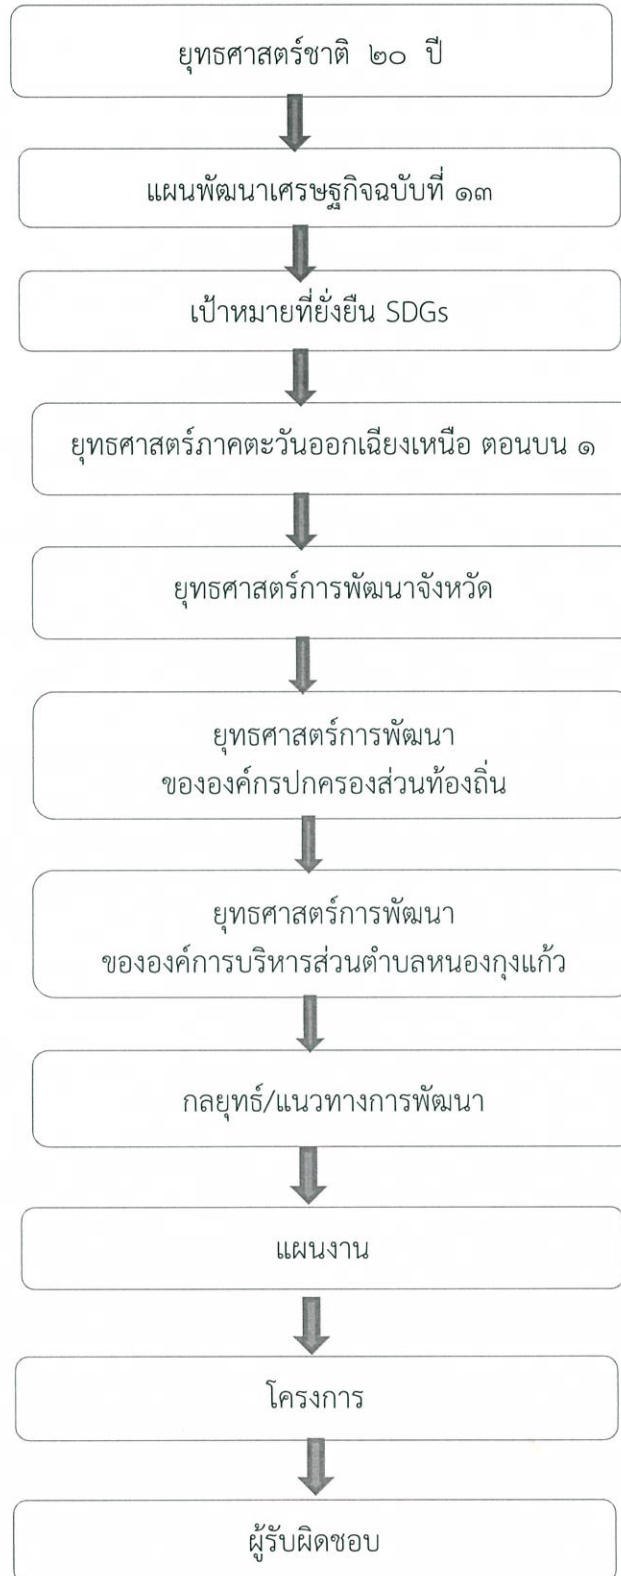 ยุทธศาสตร์ชาติ ๒๐ ปี
แผนพัฒนาเศรษฐกิจฉบับที่ ๑๓
เป้าหมายที่ยั่งยืน SDGs
ยุทธศาสตร์ภาคตะวันออกเฉียงเหนือ ตอนบน ๑
ยุทธศาสตร์การพัฒนาจังหวัด
ยุทธศาสตร์การพัฒนา
ขององค์กรปกครองส่วนท้องถิ่น
ยุทธศาสตร์การพัฒนา
ขององค์การบริหารส่วนตำบลหนองกุงแก้ว
กลยุทธ์/แนวทางการพัฒนา
แผนงาน
โครงการ
ผู้รับผิดชอบ